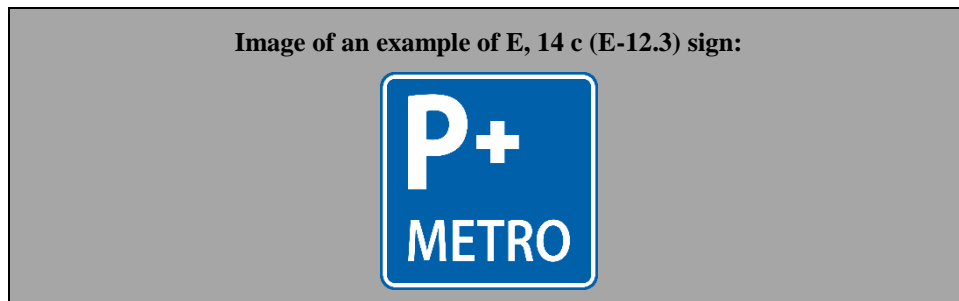 Image of an example of E, 14 c (E-12.3) sign:
P+
METRO